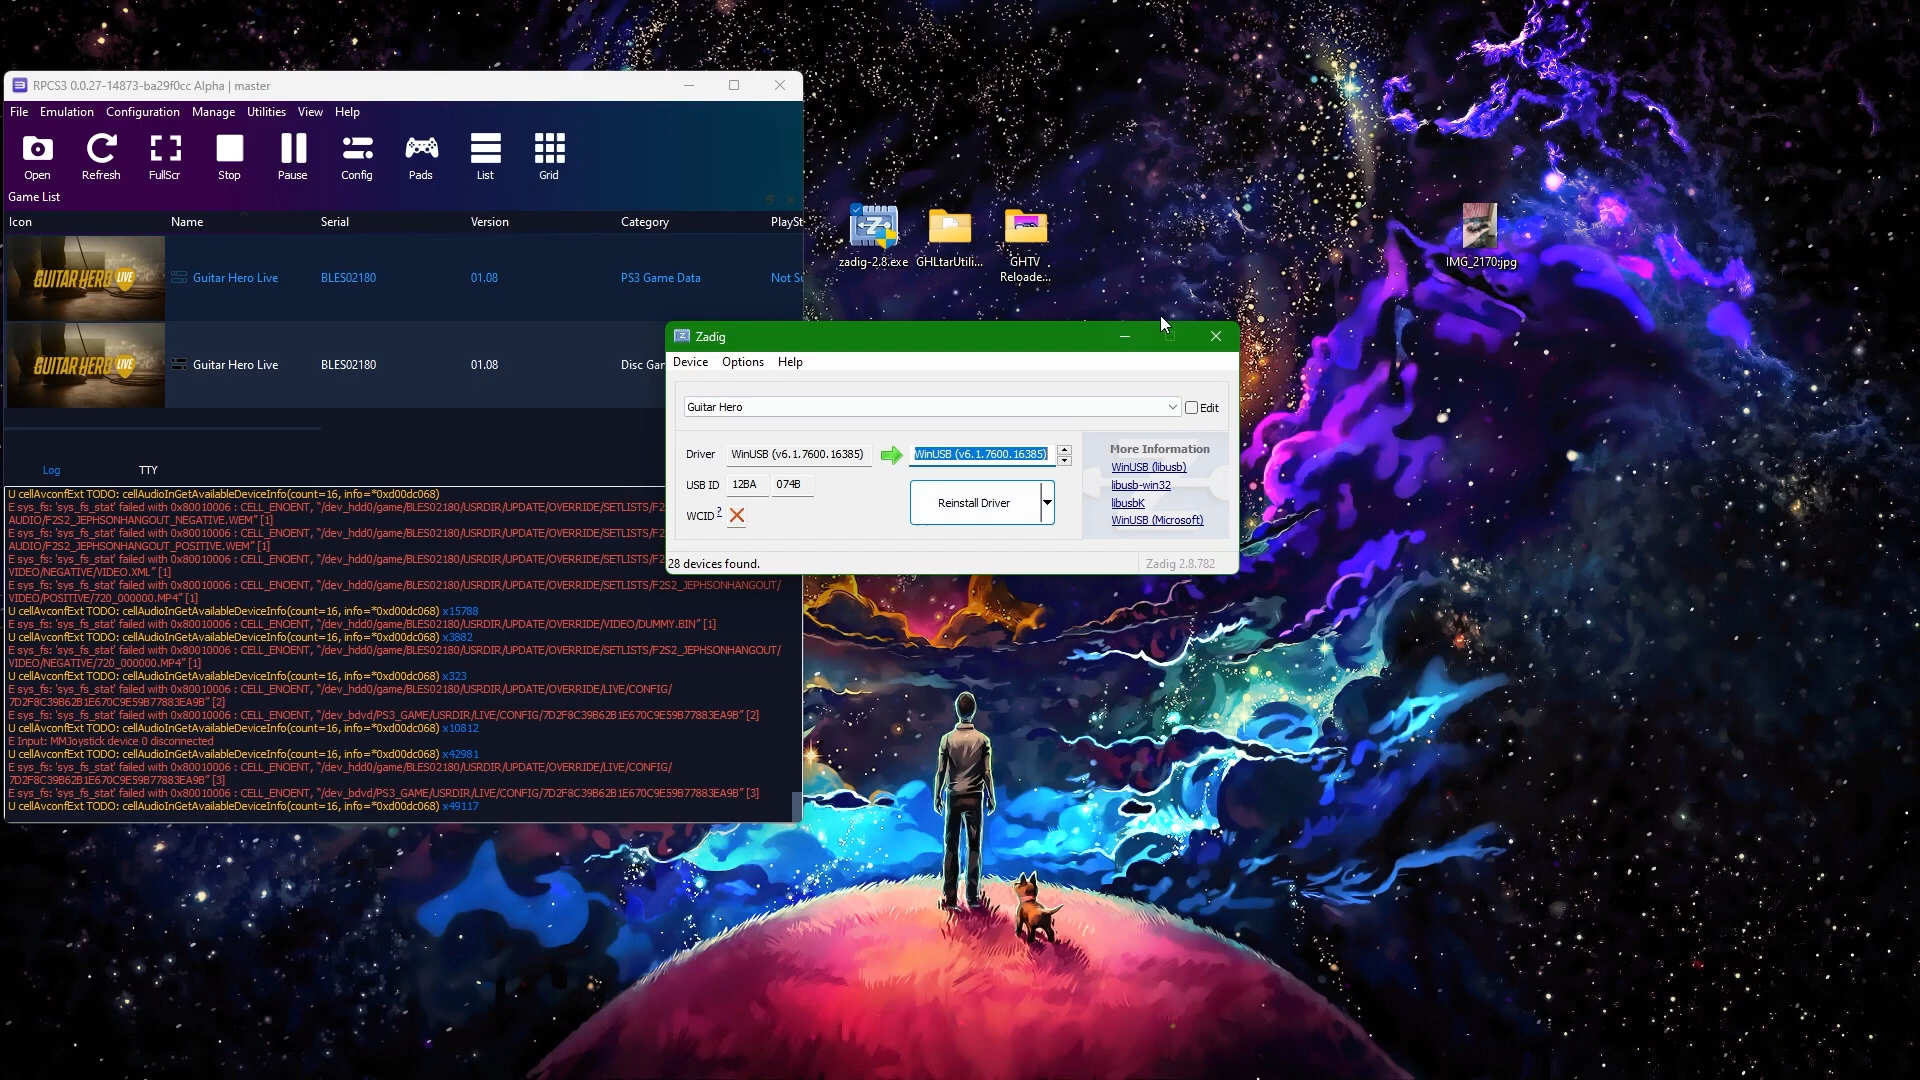 RPCS3 0.0.27-14873-ba29f0cc Alpha | master
File Emulation Configuration Manage Utilities View Help
Open Refresh FullScr Stop Pause Config Pads List Grid
Game List
Icon Name Serial Version Category PlaySt
GUITAR HERO LIVE Guitar Hero Live BLES02180 01.08 PS3 Game Data Not S
GUITAR HERO LIVE Guitar Hero Live BLES02180 01.08 Disc Gam
Log TTY
U cellAvconfExt TODO: cellAudioInGetAvailableDeviceInfo(count=16, info=*0xd00dc068)
E sys_fs: 'sys_fs_stat' failed with 0x80010006 : CELL_ENOENT, "/dev_hdd0/game/BLES02180/USRDIR/UPDATE/OVERRIDE/SETLISTS/F2S
AUDIO/F2S2_JEPHSONHANGOUT_NEGATIVE.WEM" [1]
E sys_fs: 'sys_fs_stat' failed with 0x80010006 : CELL_ENOENT, "/dev_hdd0/game/BLES02180/USRDIR/UPDATE/OVERRIDE/SETLISTS/F2S
AUDIO/F2S2_JEPHSONHANGOUT_POSITIVE.WEM" [1]
E sys_fs: 'sys_fs_stat' failed with 0x80010006 : CELL_ENOENT, "/dev_hdd0/game/BLES02180/USRDIR/UPDATE/OVERRIDE/SETLISTS/F2S
VIDEO/NEGATIVE/VIDEO.XML" [1]
E sys_fs: 'sys_fs_stat' failed with 0x80010006 : CELL_ENOENT, "/dev_hdd0/game/BLES02180/USRDIR/UPDATE/OVERRIDE/SETLISTS/F2S2_JEPHSONHANGOUT/
VIDEO/POSITIVE/720_000000.MP4" [1]
U cellAvconfExt TODO: cellAudioInGetAvailableDeviceInfo(count=16, info=*0xd00dc068) x15788
E sys_fs: 'sys_fs_stat' failed with 0x80010006 : CELL_ENOENT, "/dev_hdd0/game/BLES02180/USRDIR/UPDATE/OVERRIDE/VIDEO/DUMMY.BIN" [1]
U cellAvconfExt TODO: cellAudioInGetAvailableDeviceInfo(count=16, info=*0xd00dc068) x3882
E sys_fs: 'sys_fs_stat' failed with 0x80010006 : CELL_ENOENT, "/dev_hdd0/game/BLES02180/USRDIR/UPDATE/OVERRIDE/SETLISTS/F2S2_JEPHSONHANGOUT/
VIDEO/NEGATIVE/720_000000.MP4" [1]
U cellAvconfExt TODO: cellAudioInGetAvailableDeviceInfo(count=16, info=*0xd00dc068) x323
E sys_fs: 'sys_fs_stat' failed with 0x80010006 : CELL_ENOENT, "/dev_hdd0/game/BLES02180/USRDIR/UPDATE/OVERRIDE/LIVE/CONFIG/
7D2F8C39B62B1E670C9E59B77883EA9B" [2]
E sys_fs: 'sys_fs_stat' failed with 0x80010006 : CELL_ENOENT, "/dev_bdvd/PS3_GAME/USRDIR/LIVE/CONFIG/7D2F8C39B62B1E670C9E59B77883EA9B" [2]
U cellAvconfExt TODO: cellAudioInGetAvailableDeviceInfo(count=16, info=*0xd00dc068) x10812
E Input: MMJoystick device 0 disconnected
U cellAvconfExt TODO: cellAudioInGetAvailableDeviceInfo(count=16, info=*0xd00dc068) x42981
E sys_fs: 'sys_fs_stat' failed with 0x80010006 : CELL_ENOENT, "/dev_hdd0/game/BLES02180/USRDIR/UPDATE/OVERRIDE/LIVE/CONFIG/
7D2F8C39B62B1E670C9E59B77883EA9B" [3]
E sys_fs: 'sys_fs_stat' failed with 0x80010006 : CELL_ENOENT, "/dev_bdvd/PS3_GAME/USRDIR/LIVE/CONFIG/7D2F8C39B62B1E670C9E59B77883EA9B" [3]
U cellAvconfExt TODO: cellAudioInGetAvailableDeviceInfo(count=16, info=*0xd00dc068) x49117
zadig-2.8.exe
GHLtarUtili...
GHTV
Reloade...
IMG_2170.jpg
Zadig
Device Options Help
Guitar Hero Edit
Driver WinUSB (v6.1.7600.16385) WinUSB (v6.1.7600.16385)
USB ID 12BA 074B
WCID ?
Reinstall Driver
More Information
WinUSB (libusb)
libusb-win32
libusbK
WinUSB (Microsoft)
28 devices found. Zadig 2.8.782